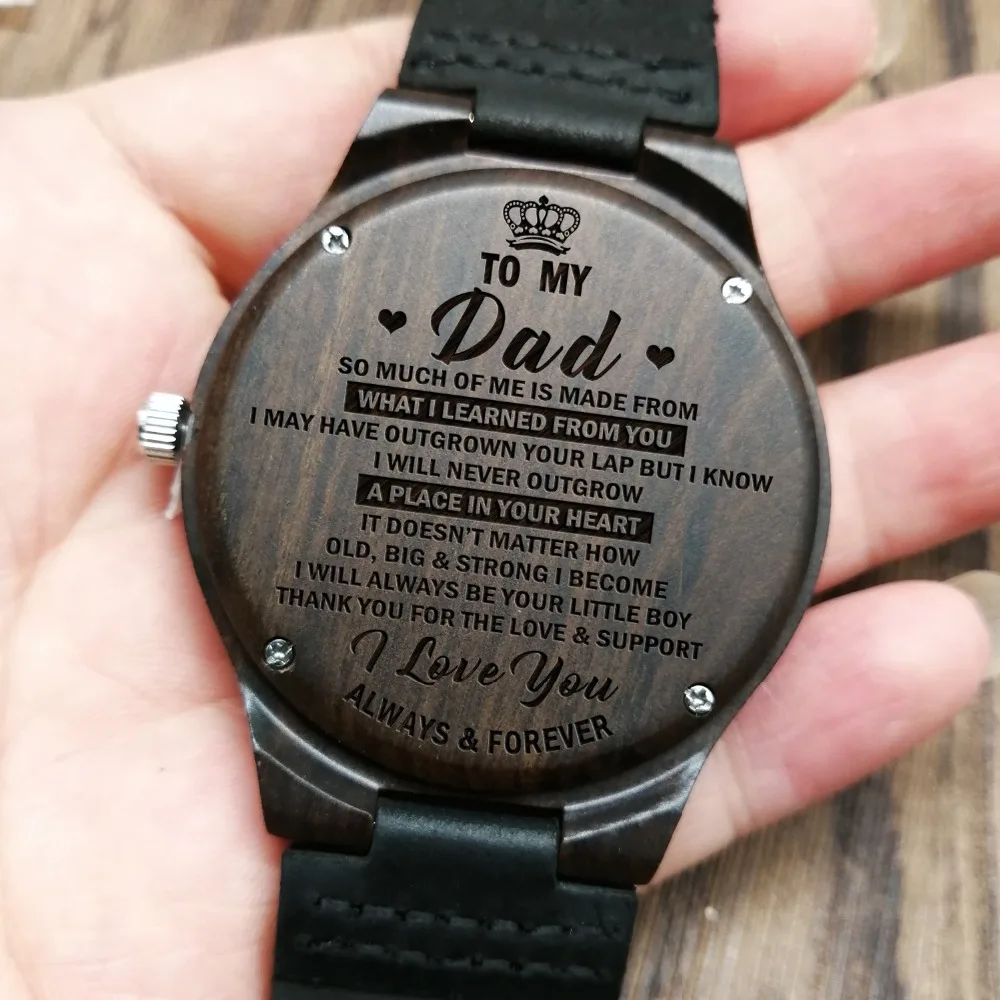 TO MY
Dad
SO MUCH OF ME IS MADE FROM
WHAT I LEARNED FROM YOU
I MAY HAVE OUTGROWN YOUR LAP BUT I KNOW
I WILL NEVER OUTGROW
A PLACE IN YOUR HEART
IT DOESN'T MATTER HOW
OLD, BIG & STRONG I BECOME
I WILL ALWAYS BE YOUR LITTLE BOY
THANK YOU FOR THE LOVE & SUPPORT
I Love You
ALWAYS & FOREVER